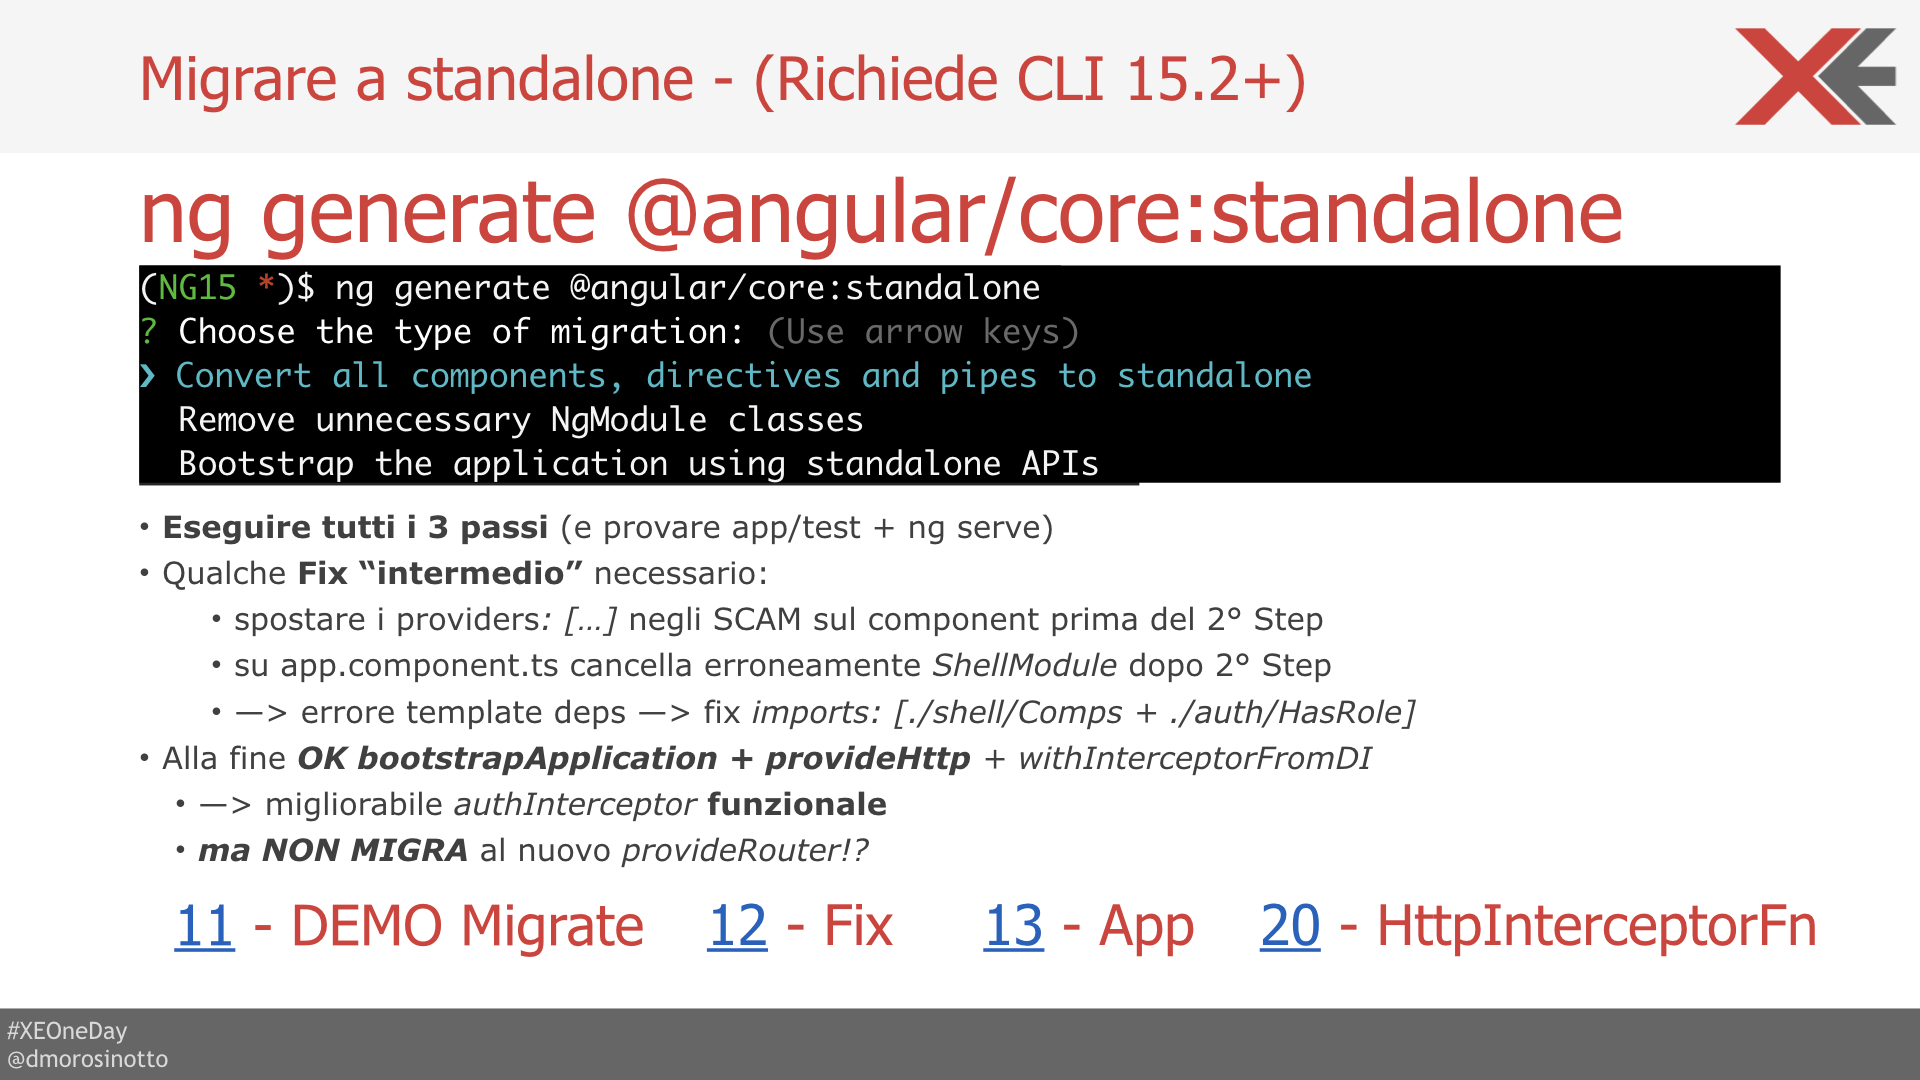 Migrare a standalone - (Richiede CLI 15.2+)
XE
ng generate @angular/core:standalone
(NG15 *)$ ng generate @angular/core:standalone
? Choose the type of migration: (Use arrow keys)
❯ Convert all components, directives and pipes to standalone
Remove unnecessary NgModule classes
Bootstrap the application using standalone APIs
• Eseguire tutti i 3 passi (e provare app/test + ng serve)
• Qualche Fix “intermedio” necessario:
• spostare i providers: […] negli SCAM sul component prima del 2° Step
• su app.component.ts cancella erroneamente ShellModule dopo 2° Step
• —> errore template deps —> fix imports: [./shell/Comps + ./auth/HasRole]
• Alla fine OK bootstrapApplication + provideHttp + withInterceptorFromDI
• —> migliorabile authInterceptor funzionale
• ma NON MIGRA al nuovo provideRouter!?
11 - DEMO Migrate 12 - Fix 13 - App 20 - HttpInterceptorFn
#XEOneDay
@dmorosinotto